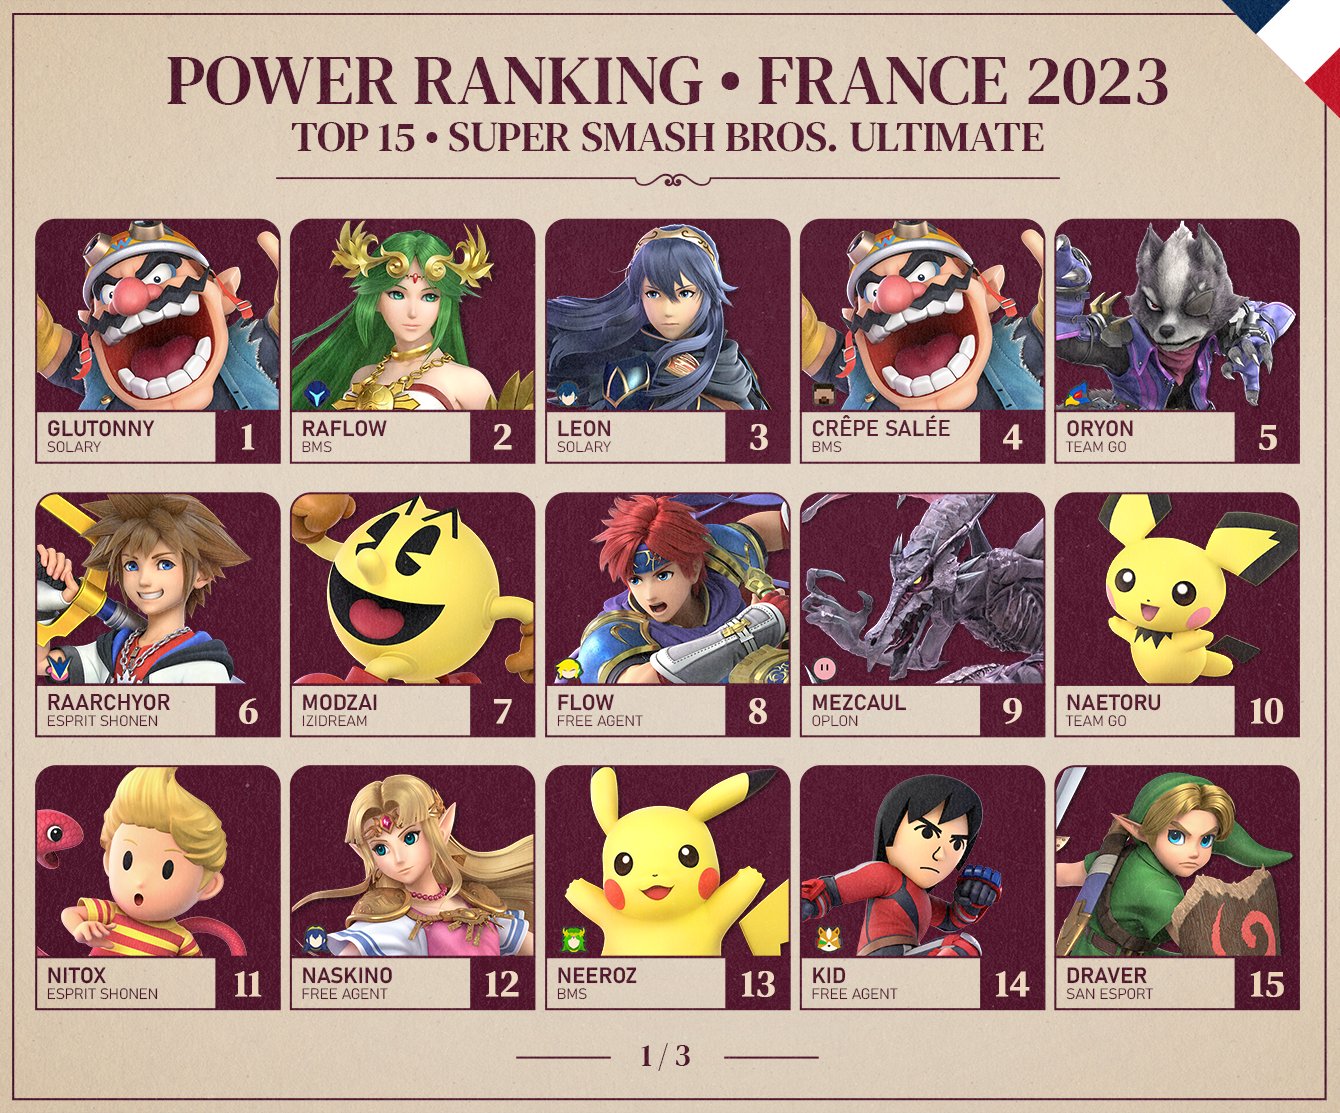 POWER RANKING • FRANCE 2023
TOP 15 • SUPER SMASH BROS. ULTIMATE
GLUTONNY
SOLARY
1
RAFLOW
BMS
2
LEON
SOLARY
3
CRÊPE SALÉE
BMS
4
ORYON
TEAM GO
5
RAARCHYOR
ESPRIT SHONEN
6
MODZAI
IZIDREAM
7
FLOW
FREE AGENT
8
MEZCAUL
OPLON
9
NAETORU
TEAM GO
10
NITOX
ESPRIT SHONEN
11
NASKINO
FREE AGENT
12
NEEROZ
BMS
13
KID
FREE AGENT
14
DRAVER
SAN ESPORT
15
1 / 3